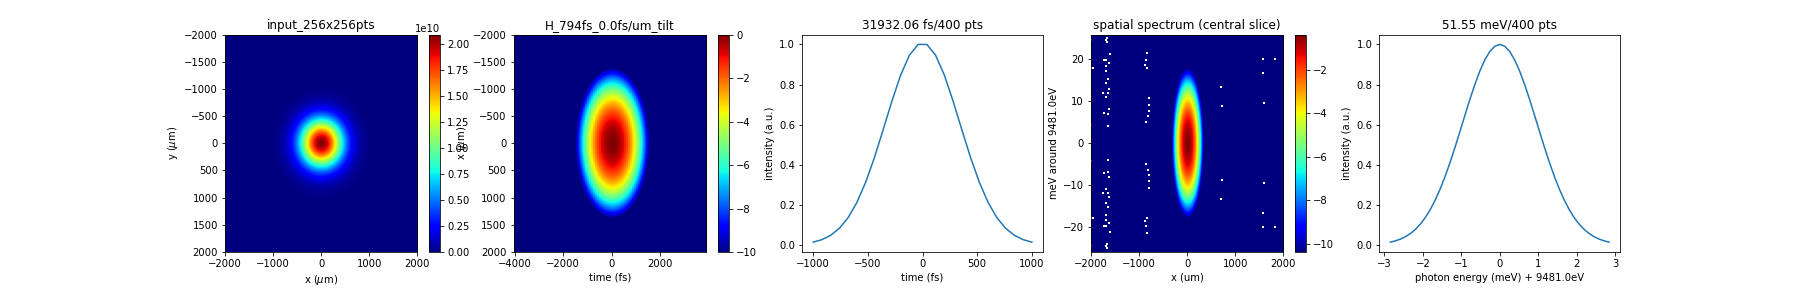 input_256x256pts
1e10
−2000
−1500
−1000
−500
0
500
1000
1500
2000
y (μm)
−2000 −1000 0 1000 2000
x (μm)
2.00
1.75
1.50
1.25
1.00
0.75
0.50
0.25
0.00
H_794fs_0.0fs/um_tilt
−2000
−1500
−1000
−500
0
500
1000
1500
2000
x (μm)
−4000 −2000 0 2000
time (fs)
0
−2
−4
−6
−8
−10
31932.06 fs/400 pts
1.0
0.8
0.6
0.4
0.2
0.0
intensity (a.u.)
−1000 −500 0 500 1000
time (fs)
spatial spectrum (central slice)
20
10
0
−10
−20
meV around 9481.0eV
−2000 −1000 0 1000 2000
x (um)
−2
−4
−6
−8
−10
51.55 meV/400 pts
1.0
0.8
0.6
0.4
0.2
0.0
intensity (a.u.)
−3 −2 −1 0 1 2 3
photon energy (meV) + 9481.0eV